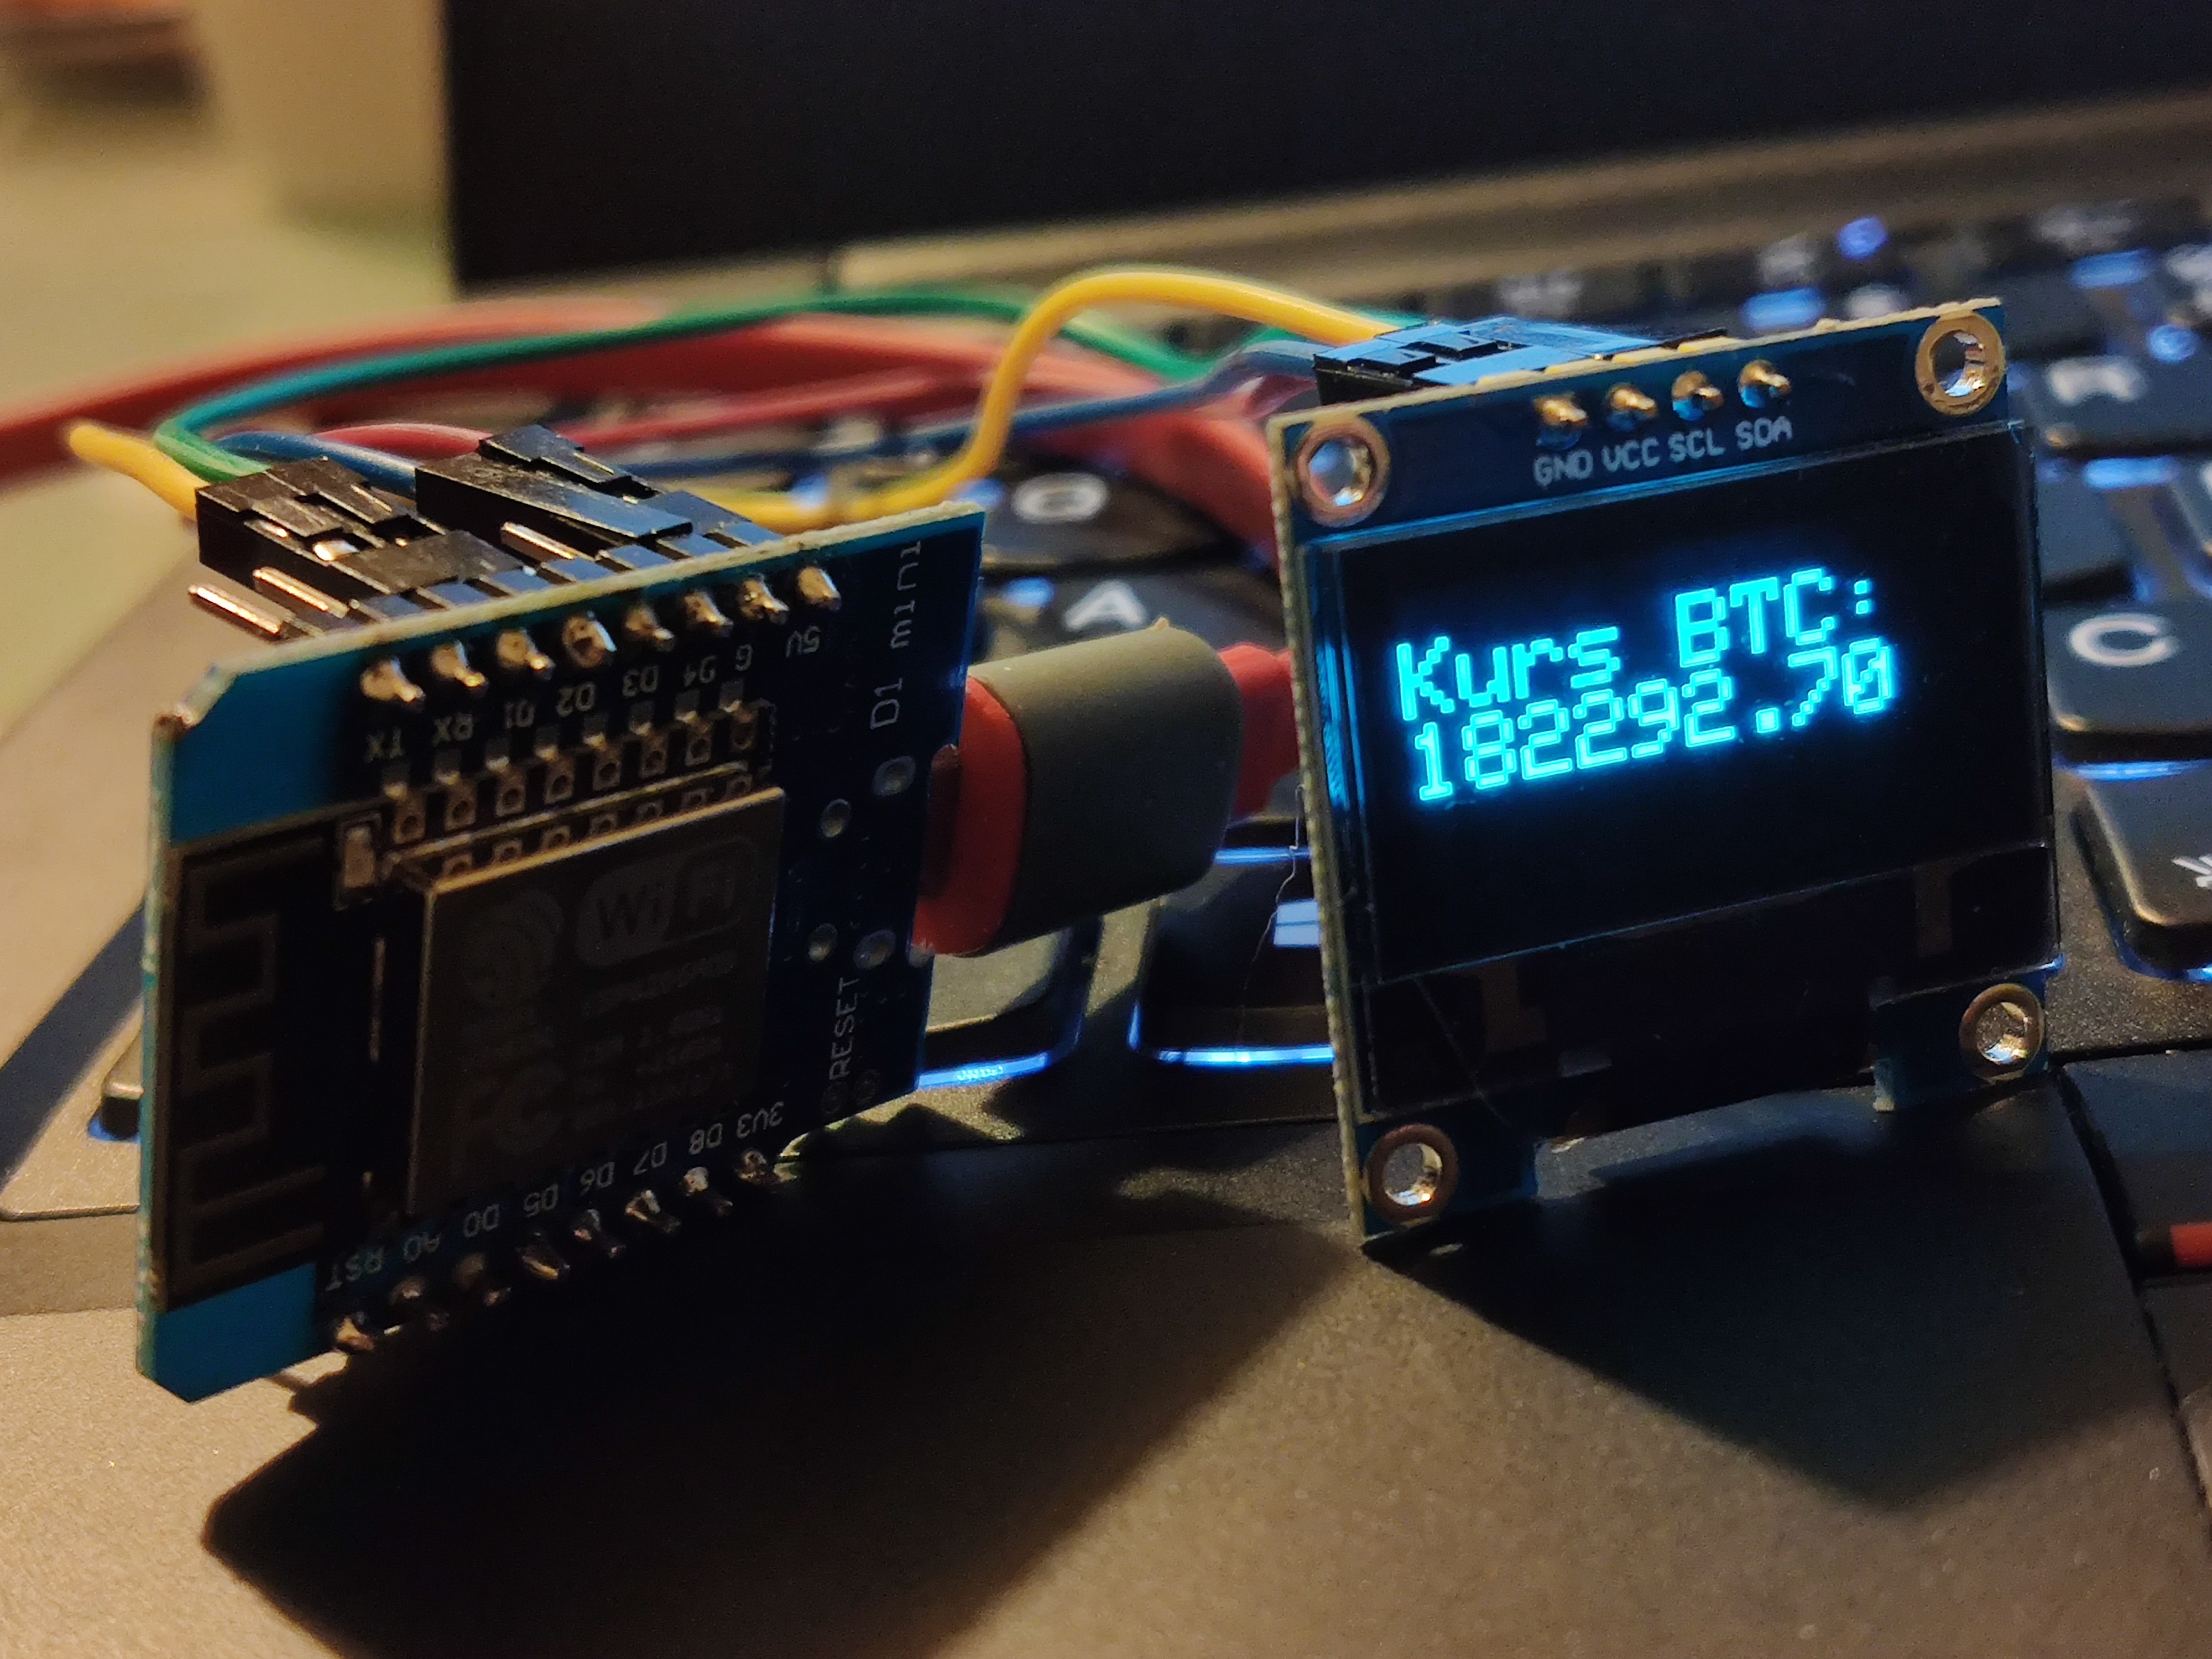 GND VCC SCL SDA
Kurs BTC:
182292.70
TX RX D1 D2 D3 D4 G 5V
D1 mini
WiFi
RESET
RST A0 D0 D5 D6 D7 D8 3V3
Q
A
R
C